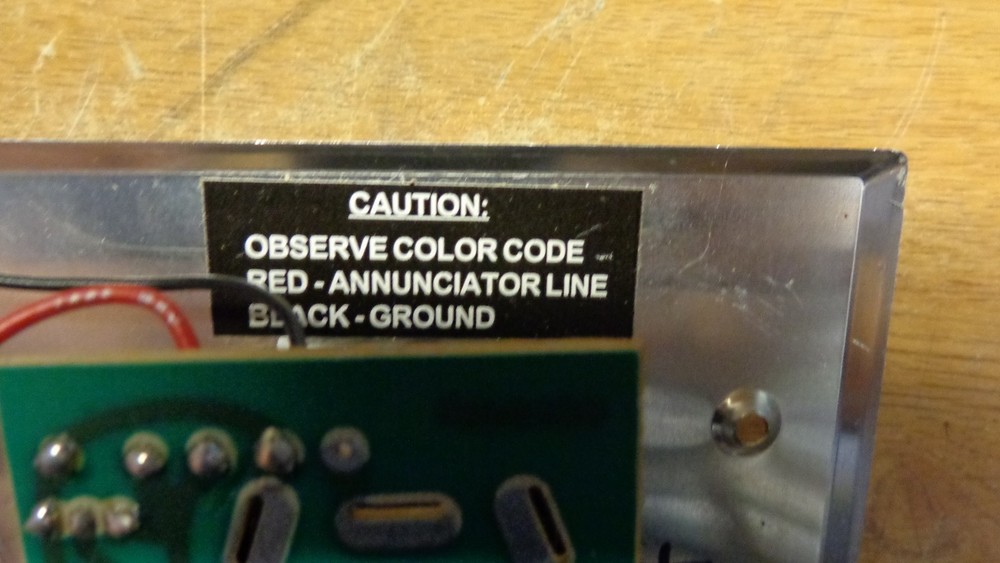 CAUTION:
OBSERVE COLOR CODE
RED - ANNUNCIATOR LINE
BLACK - GROUND